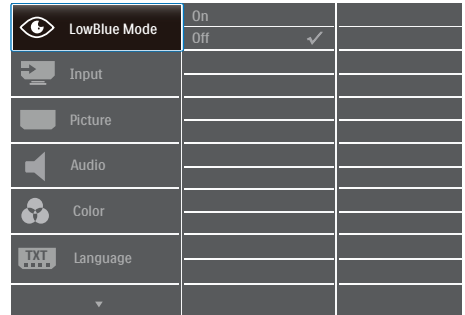 LowBlue Mode
On
Off
Input
Picture
Audio
Color
TXT
Language